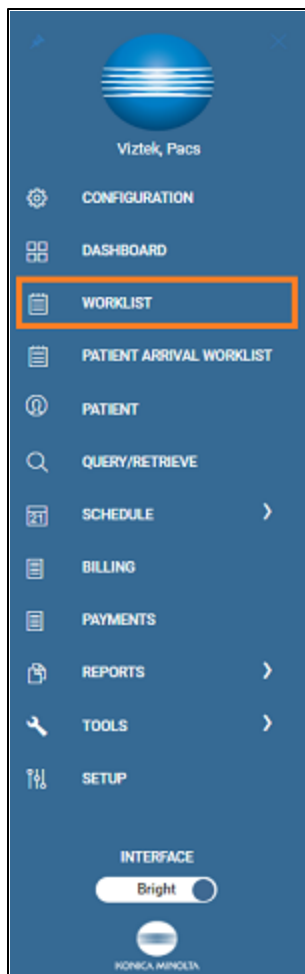 Viztek, Pacs
CONFIGURATION
DASHBOARD
WORKLIST
PATIENT ARRIVAL WORKLIST
PATIENT
QUERY/RETRIEVE
21 SCHEDULE
BILLING
PAYMENTS
REPORTS
TOOLS
SETUP
INTERFACE
Bright
KONICA MINOLTA